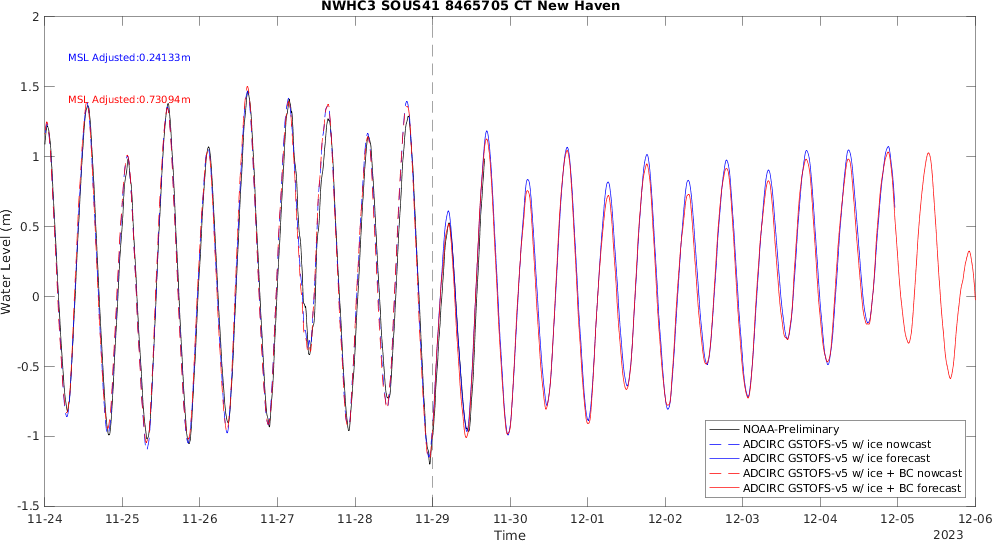 NWHC3 SOUS41 8465705 CT New Haven
MSL Adjusted:0.24133m
MSL Adjusted:0.73094m
Water Level (m)
2
1.5
1
0.5
0
-0.5
-1
-1.5
NOAA-Preliminary
ADCIRC GSTOFS-v5 w/ ice nowcast
ADCIRC GSTOFS-v5 w/ ice forecast
ADCIRC GSTOFS-v5 w/ ice + BC nowcast
ADCIRC GSTOFS-v5 w/ ice + BC forecast
11-24 11-25 11-26 11-27 11-28 11-29 11-30 12-01 12-02 12-03 12-04 12-05 12-06
Time
2023